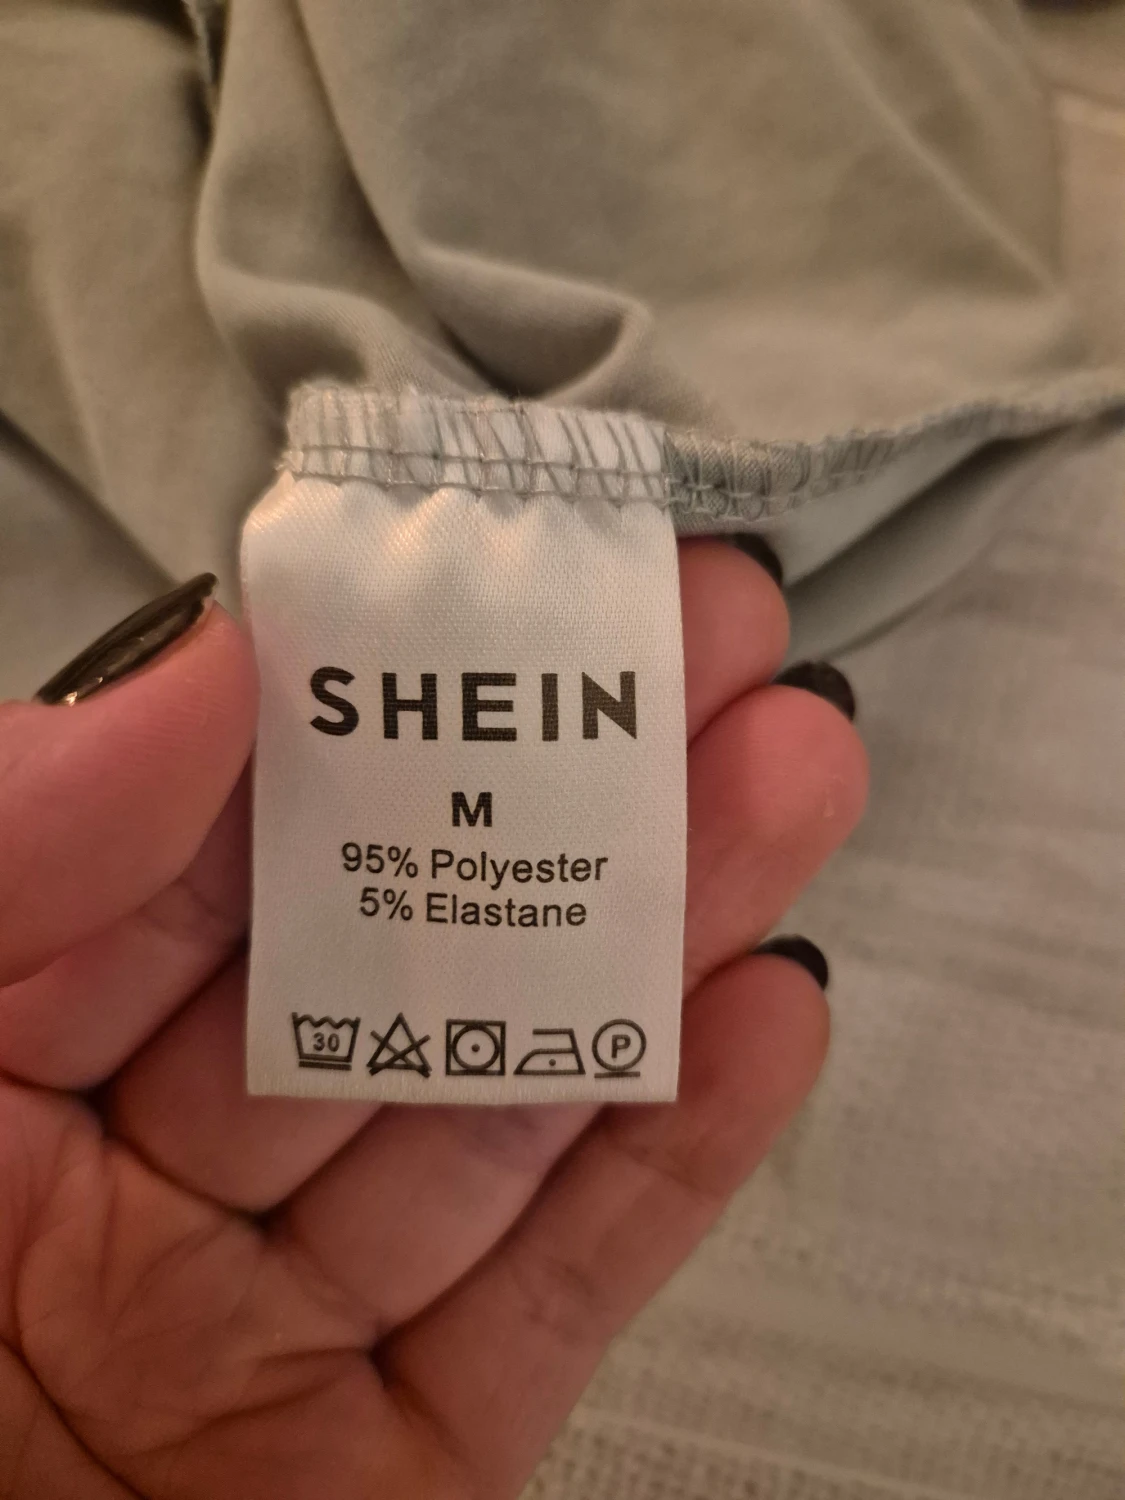 SHEIN
M
95% Polyester
5% Elastane
30 P